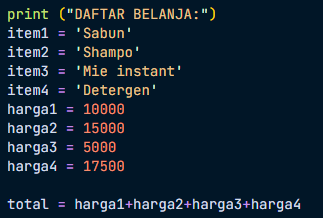 print ("DAFTAR BELANJA:")
item1 = 'Sabun'
item2 = 'Shampo'
item3 = 'Mie instant'
item4 = 'Detergen'
harga1 = 10000
harga2 = 15000
harga3 = 5000
harga4 = 17500
total = harga1+harga2+harga3+harga4